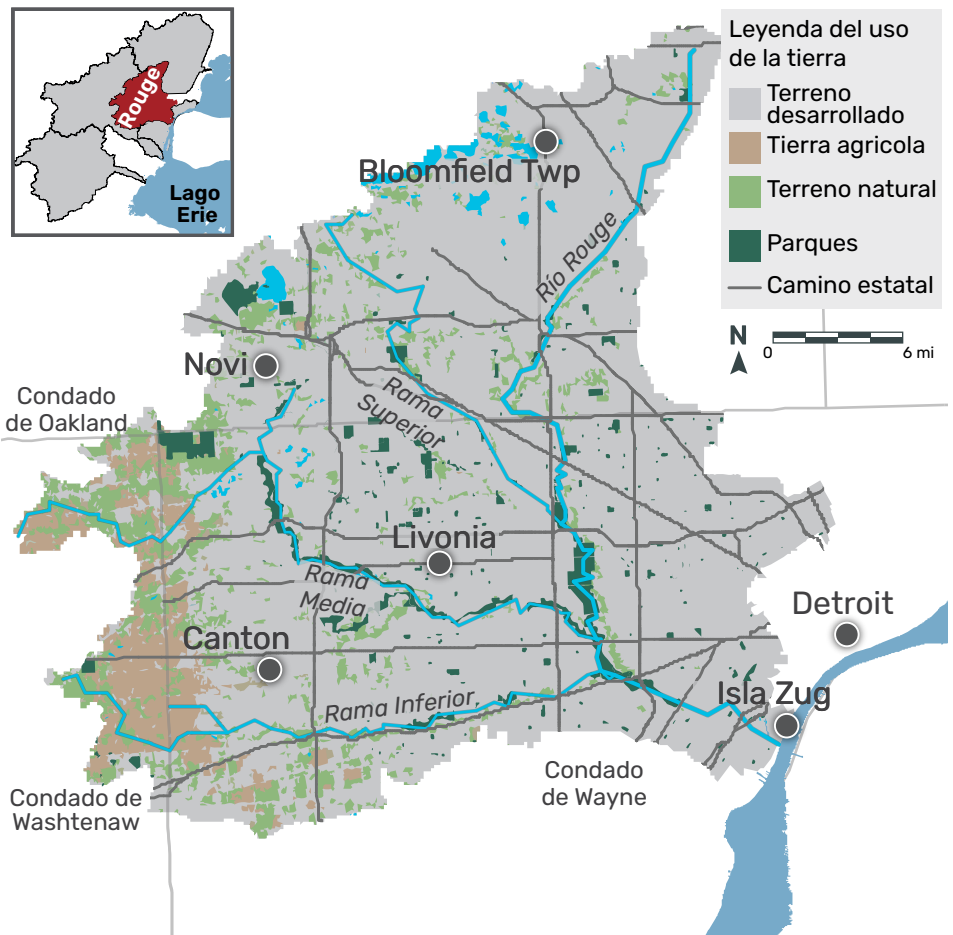 Rouge
Lago
Erie
Leyenda del uso
de la tierra
Terreno
desarrollado
Tierra agricola
Terreno natural
Parques
Camino estatal
N
0
6 mi
Bloomfield Twp
Río Rouge
Novi
Rama
Superior
Condado
de Oakland
Livonia
Rama
Media
Detroit
Canton
Isla Zug
Rama Inferior
Condado
de Wayne
Condado de
Washtenaw